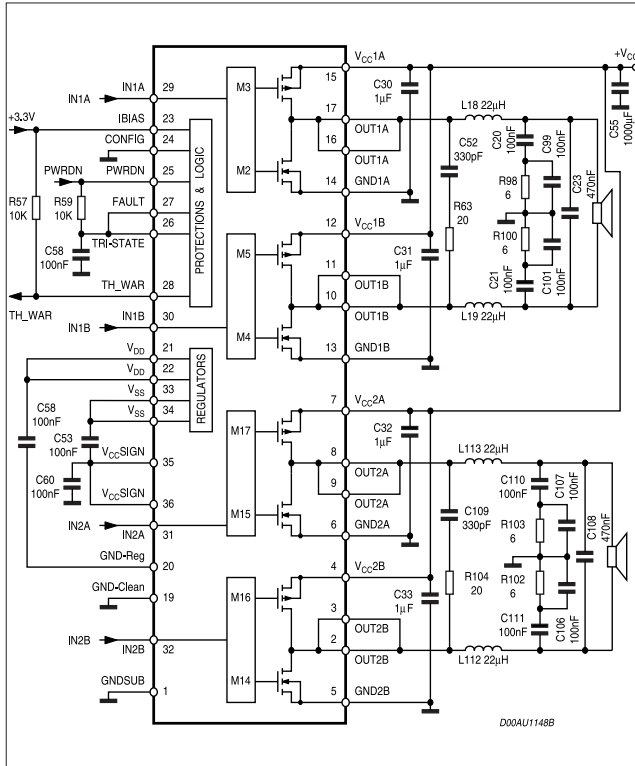 +3.3V
IN1A
29
IBIAS
23
CONFIG
24
PWRDN
PWRDN
25
R57
10K
R59
10K
FAULT
27
26
TRI-STATE
C58
100nF
TH_WAR
28
TH_WAR
IN1B
30
PROTECTIONS & LOGIC
VDD
21
VDD
22
VSS
33
VSS
34
REGULATORS
C58
100nF
C53
100nF
VCCSIGN
35
C60
100nF
VCCSIGN
36
IN2A
IN2A
31
GND-Reg
20
GND-Clean
19
IN2B
IN2B
32
GNDSUB
1
M3
M2
M5
M4
M17
M15
M16
M14
15
VCC1A
17
OUT1A
16
OUT1A
14
GND1A
12
VCC1B
11
OUT1B
10
OUT1B
13
GND1B
7
VCC2A
8
OUT2A
9
OUT2A
6
GND2A
4
VCC2B
3
OUT2B
2
OUT2B
5
GND2B
C30
1µF
C31
1µF
C32
1µF
C33
1µF
+VCC
C55
1000µF
L18 22µH
C52
330pF
R63
20
C20
100nF
C99
100nF
R98
6
C23
470nF
R100
6
C21
100nF
C101
100nF
L19 22µH
L113 22µH
C109
330pF
R104
20
C110
100nF
C107
100nF
R103
6
C108
470nF
R102
6
C111
100nF
C106
100nF
L112 22µH
D00AU1148B